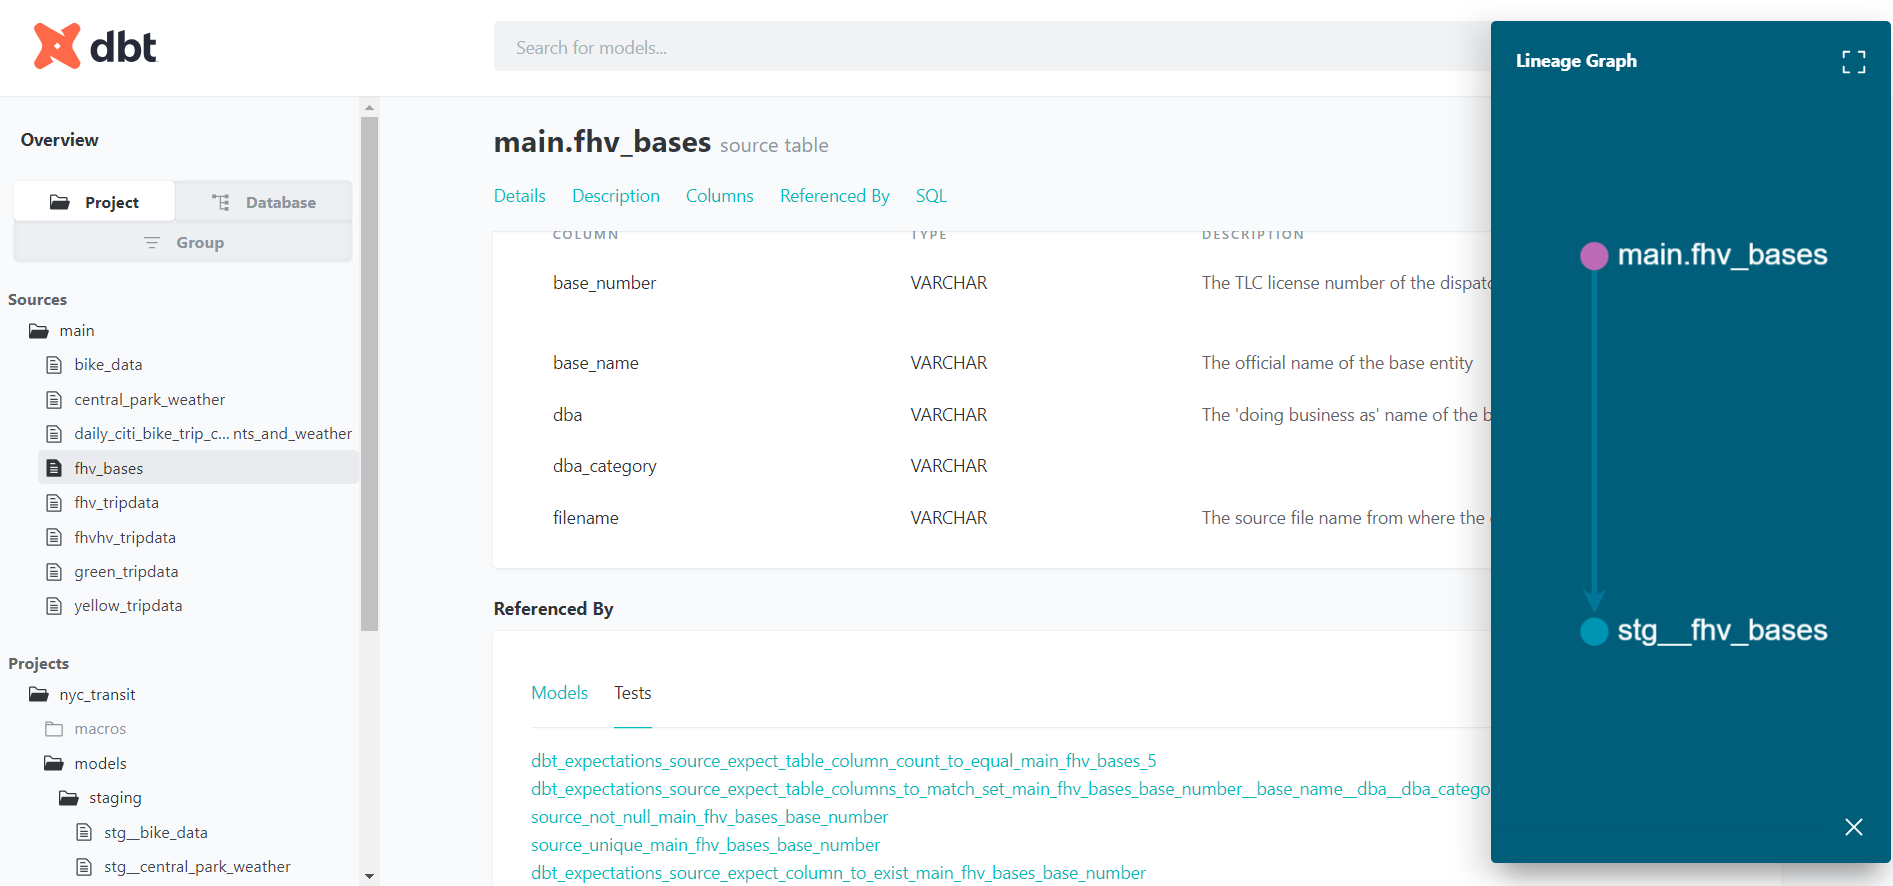 dbt
Search for models...
Overview
Project
Database
Group
Sources
main
bike_data
central_park_weather
daily_citi_bike_trip_c... nts_and_weather
fhv_bases
fhv_tripdata
fhvhv_tripdata
green_tripdata
yellow_tripdata
Projects
nyc_transit
macros
models
staging
stg__bike_data
stg__central_park_weather
main.fhv_bases source table
Details Description Columns Referenced By SQL
COLUMN TYPE DESCRIPTION
base_number VARCHAR The TLC license number of the dispatc
base_name VARCHAR The official name of the base entity
dba VARCHAR The 'doing business as' name of the b
dba_category VARCHAR
filename VARCHAR The source file name from where the
Referenced By
Models Tests
dbt_expectations_source_expect_table_column_count_to_equal_main_fhv_bases_5
dbt_expectations_source_expect_table_columns_to_match_set_main_fhv_bases_base_number__base_name__dba__dba_catego
source_not_null_main_fhv_bases_base_number
source_unique_main_fhv_bases_base_number
dbt_expectations_source_expect_column_to_exist_main_fhv_bases_base_number
Lineage Graph
main.fhv_bases
stg__fhv_bases